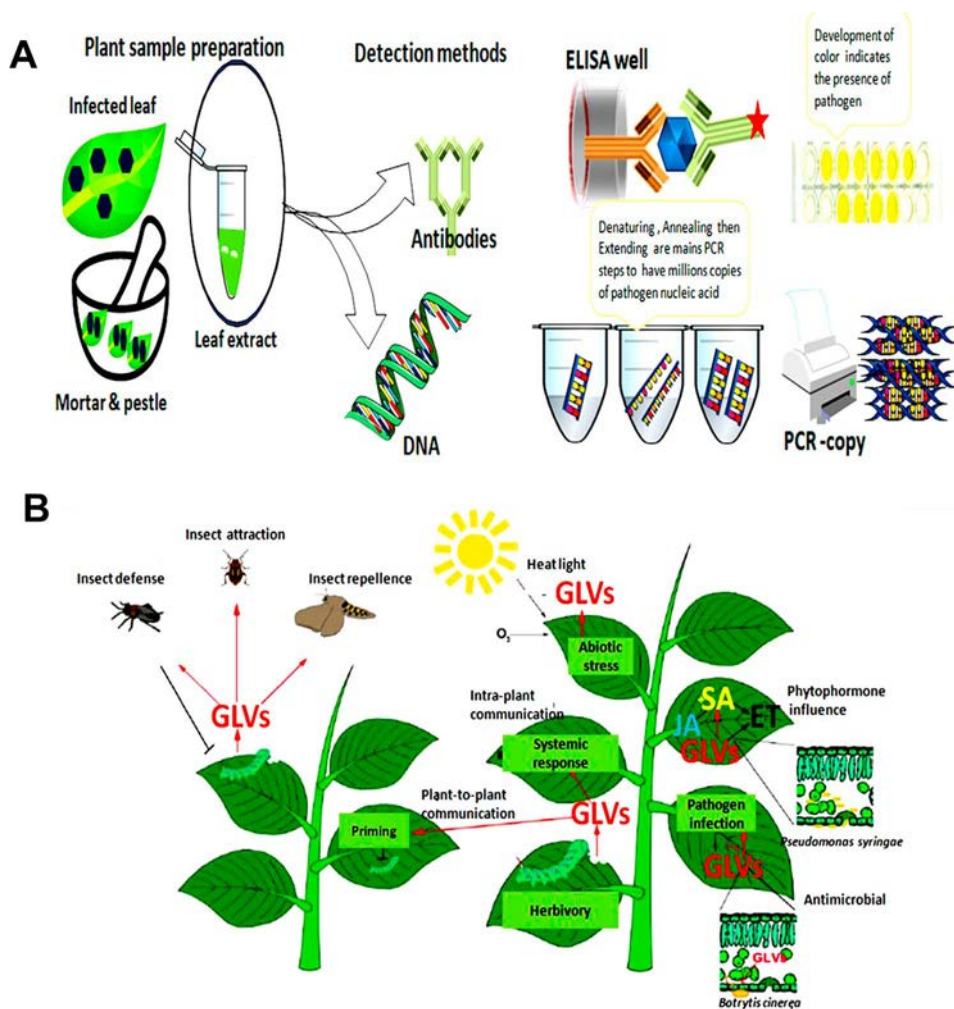 A
Plant sample preparation
Infected leaf
Mortar & pestle
Leaf extract
Detection methods
Antibodies
DNA
ELISA well
Development of
color indicates
the presence of
pathogen
Denaturing , Annealing then
Extending are mains PCR
steps to have millions copies
of pathogen nucleic acid
PCR -copy
B
Insect attraction
Insect defense
Insect repellence
GLVs
Priming
Plant-to-plant
communication
Heat light
GLVs
O3
Abiotic
stress
Intra-plant
communication
Systemic
response
GLVs
Herbivory
SA
JA
ET
GLVs
Phytophormone
influence
Pseudomonas syringae
Pathogen
infection
GLVs
Antimicrobial
GLVs
Botrytis cinerea